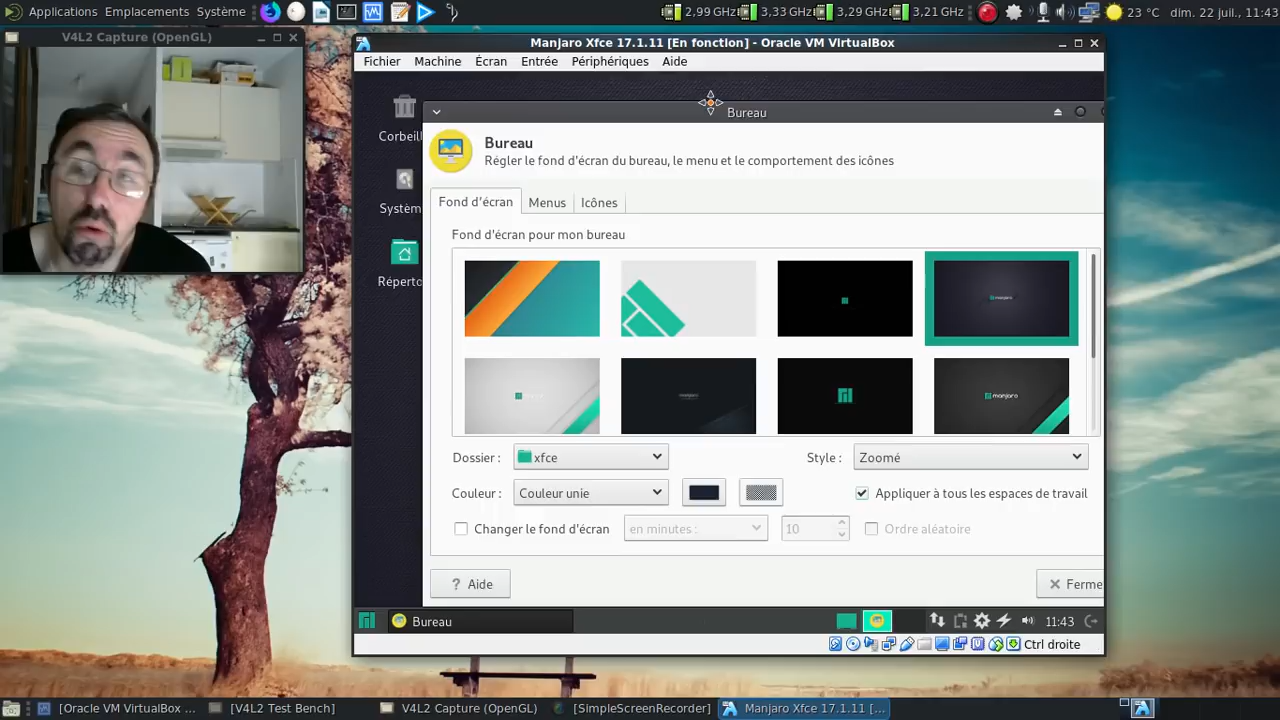 Applications Emplacements Système
2.99 GHz 3.33 GHz 3.19 GHz 3.21 GHz
23 °C dim. 22 juil., 11:43
V4L2 Capture (OpenGL)
Manjaro Xfce 17.1.11 [En fonction] - Oracle VM VirtualBox
Fichier Machine Écran Entrée Périphériques Aide
Corbeill
Systèm
Réperto
Bureau
Bureau
Régler le fond d'écran du bureau, le menu et le comportement des icônes
Fond d'écran Menus Icônes
Fond d'écran pour mon bureau
manjaro
Dossier : xfce Style : Zoomé
Couleur : Couleur unie Appliquer à tous les espaces de travail
Changer le fond d'écran en minutes : 10 Ordre aléatoire
? Aide Ferme
Bureau 11:43
Ctrl droite
[Oracle VM VirtualBox ... [V4L2 Test Bench] V4L2 Capture (OpenGL) [SimpleScreenRecorder] Manjaro Xfce 17.1.11 [...